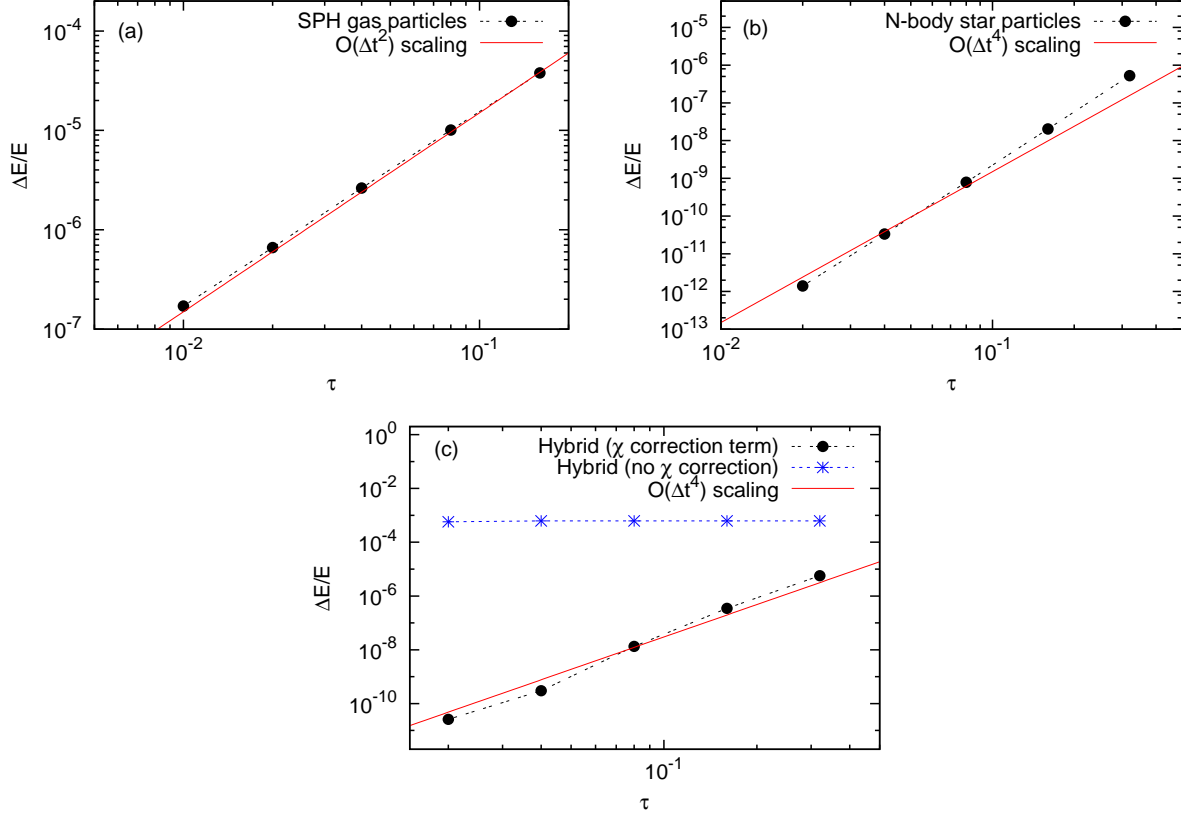 (a)
SPH gas particles
O(Δt²) scaling
10⁻⁴
10⁻⁵
10⁻⁶
10⁻⁷
ΔE/E
10⁻²
10⁻¹
τ
(b)
N-body star particles
O(Δt⁴) scaling
10⁻⁵
10⁻⁶
10⁻⁷
10⁻⁸
10⁻⁹
10⁻¹⁰
10⁻¹¹
10⁻¹²
10⁻¹³
ΔE/E
10⁻²
10⁻¹
τ
(c)
Hybrid (χ correction term)
Hybrid (no χ correction)
O(Δt⁴) scaling
10⁰
10⁻²
10⁻⁴
10⁻⁶
10⁻⁸
10⁻¹⁰
ΔE/E
10⁻¹
τ